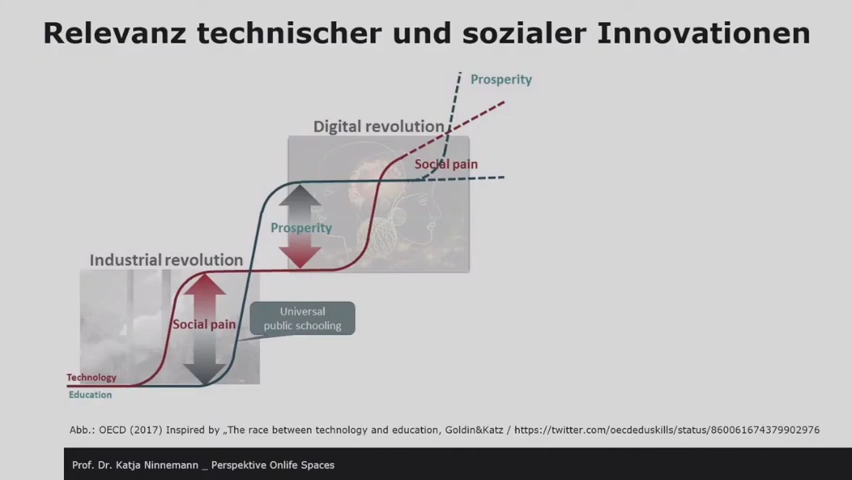 Relevanz technischer und sozialer Innovationen
Prosperity
Digital revolution
Social pain
Prosperity
Industrial revolution
Universal
public schooling
Social pain
Technology
Education
Abb.: OECD (2017) Inspired by „The race between technology and education, Goldin&Katz / https://twitter.com/oecdeduskills/status/860061674379902976
Prof. Dr. Katja Ninnemann _ Perspektive Onlife Spaces